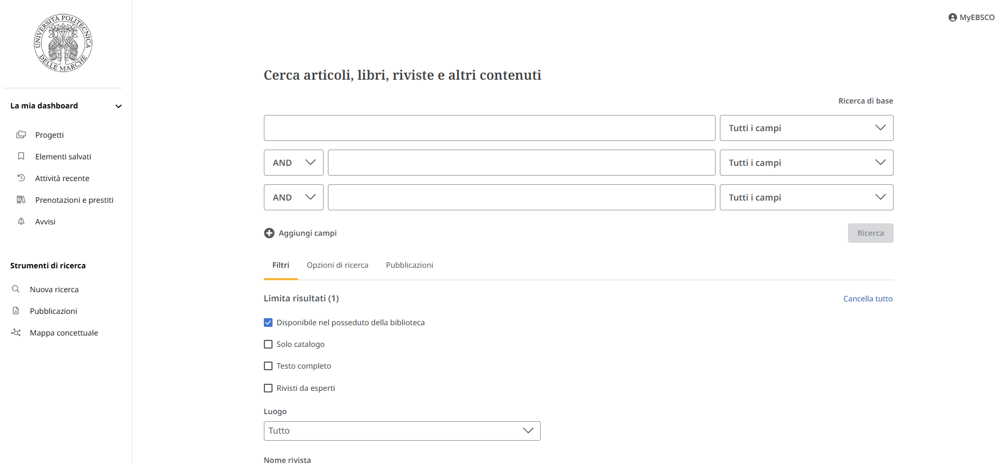 UNIVERSITÀ POLITECNICA
DELLE MARCHE
MyEBSCO
La mia dashboard
Progetti
Elementi salvati
Attività recente
Prenotazioni e prestiti
Avvisi
Strumenti di ricerca
Nuova ricerca
Pubblicazioni
Mappa concettuale
Cerca articoli, libri, riviste e altri contenuti
Ricerca di base
Tutti i campi
AND Tutti i campi
AND Tutti i campi
Aggiungi campi Ricerca
Filtri Opzioni di ricerca Pubblicazioni
Limita risultati (1) Cancella tutto
Disponibile nel posseduto della biblioteca
Solo catalogo
Testo completo
Rivisti da esperti
Luogo
Tutto
Nome rivista